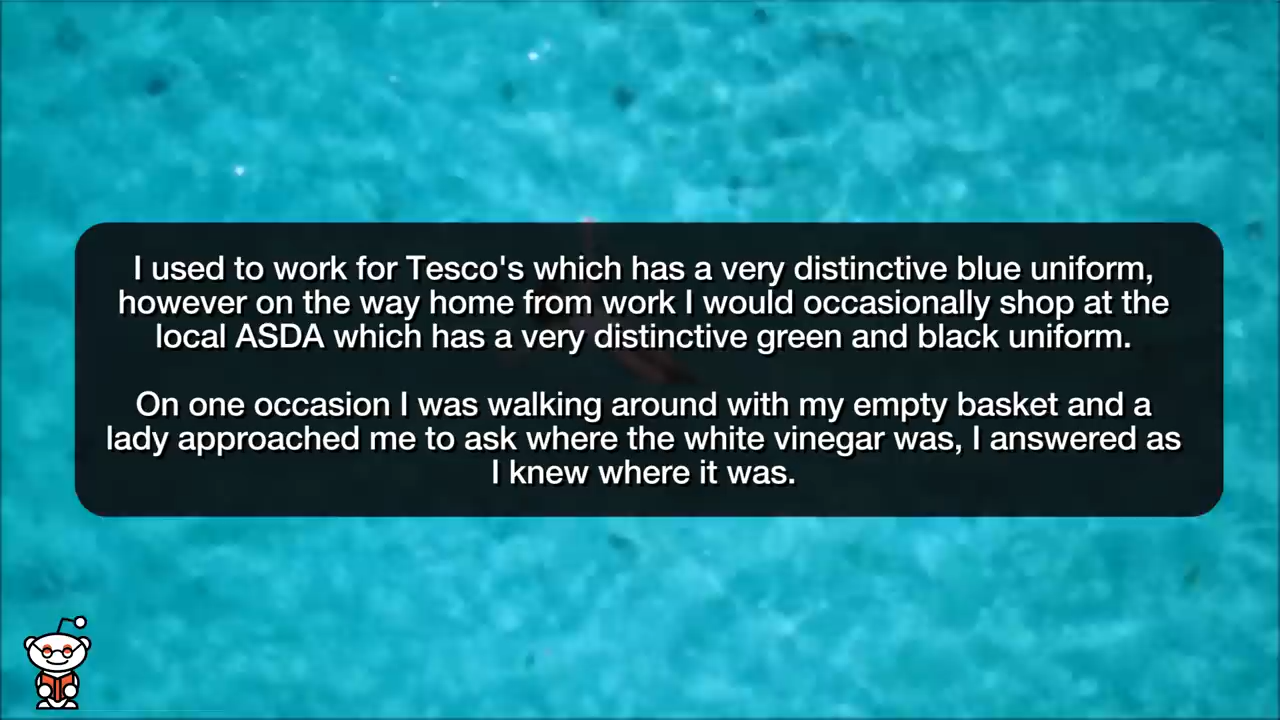 I used to work for Tesco's which has a very distinctive blue uniform,
however on the way home from work I would occasionally shop at the
local ASDA which has a very distinctive green and black uniform.
On one occasion I was walking around with my empty basket and a
lady approached me to ask where the white vinegar was, I answered as
I knew where it was.